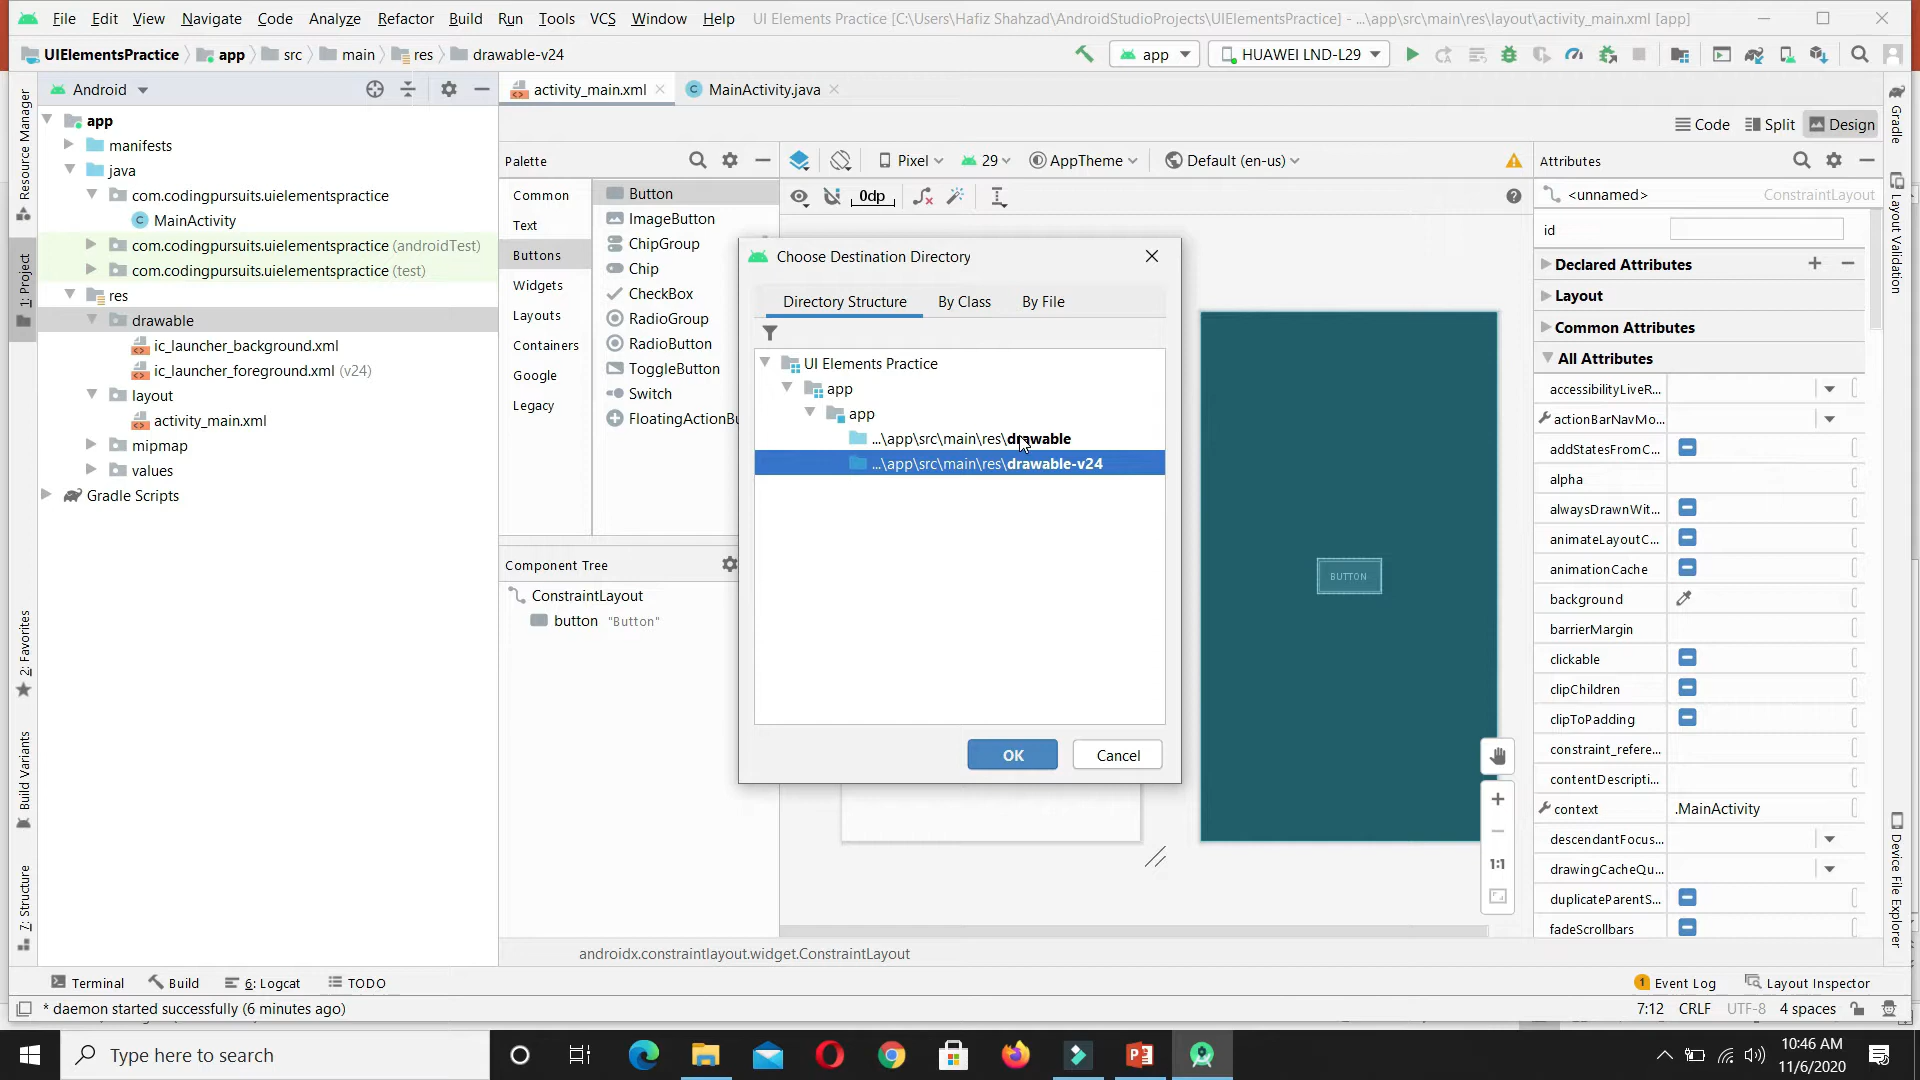 File Edit View Navigate Code Analyze Refactor Build Run Tools VCS Window Help UI Elements Practice [C:\Users\Hafiz Shahzad\AndroidStudioProjects\UIElementsPractice] - ...\app\src\main\res\layout\activity_main.xml [app]
UIElementsPractice app src main res drawable-v24 app HUAWEI LND-L29
Android
activity_main.xml MainActivity.java
Code Split Design
app
manifests
java
com.codingpursuits.uielementspractice
MainActivity
com.codingpursuits.uielementspractice (androidTest)
com.codingpursuits.uielementspractice (test)
res
drawable
ic_launcher_background.xml
ic_launcher_foreground.xml (v24)
layout
activity_main.xml
mipmap
values
Gradle Scripts
Resource Manager
1: Project
2: Favorites
Build Variants
7: Structure
Palette
Common
Text
Buttons
Widgets
Layouts
Containers
Google
Legacy
Button
ImageButton
ChipGroup
Chip
CheckBox
RadioGroup
RadioButton
ToggleButton
Switch
FloatingActionBu
Component Tree
ConstraintLayout
button "Button"
Pixel 29 AppTheme Default (en-us)
0dp
Choose Destination Directory
Directory Structure By Class By File
UI Elements Practice
app
app
...\app\src\main\res\drawable
...\app\src\main\res\drawable-v24
OK Cancel
BUTTON
1:1
Attributes
<unnamed> ConstraintLayout
id
Declared Attributes
Layout
Common Attributes
All Attributes
accessibilityLiveR...
actionBarNavMo...
addStatesFromC...
alpha
alwaysDrawnWit...
animateLayoutC...
animationCache
background
barrierMargin
clickable
clipChildren
clipToPadding
constraint_refere...
contentDescripti...
context .MainActivity
descendantFocus...
drawingCacheQu...
duplicateParentS...
fadeScrollbars
Gradle
Layout Validation
Device File Explorer
androidx.constraintlayout.widget.ConstraintLayout
Terminal Build 6: Logcat TODO 1 Event Log Layout Inspector
* daemon started successfully (6 minutes ago) 7:12 CRLF UTF-8 4 spaces
Type here to search
10:46 AM
11/6/2020